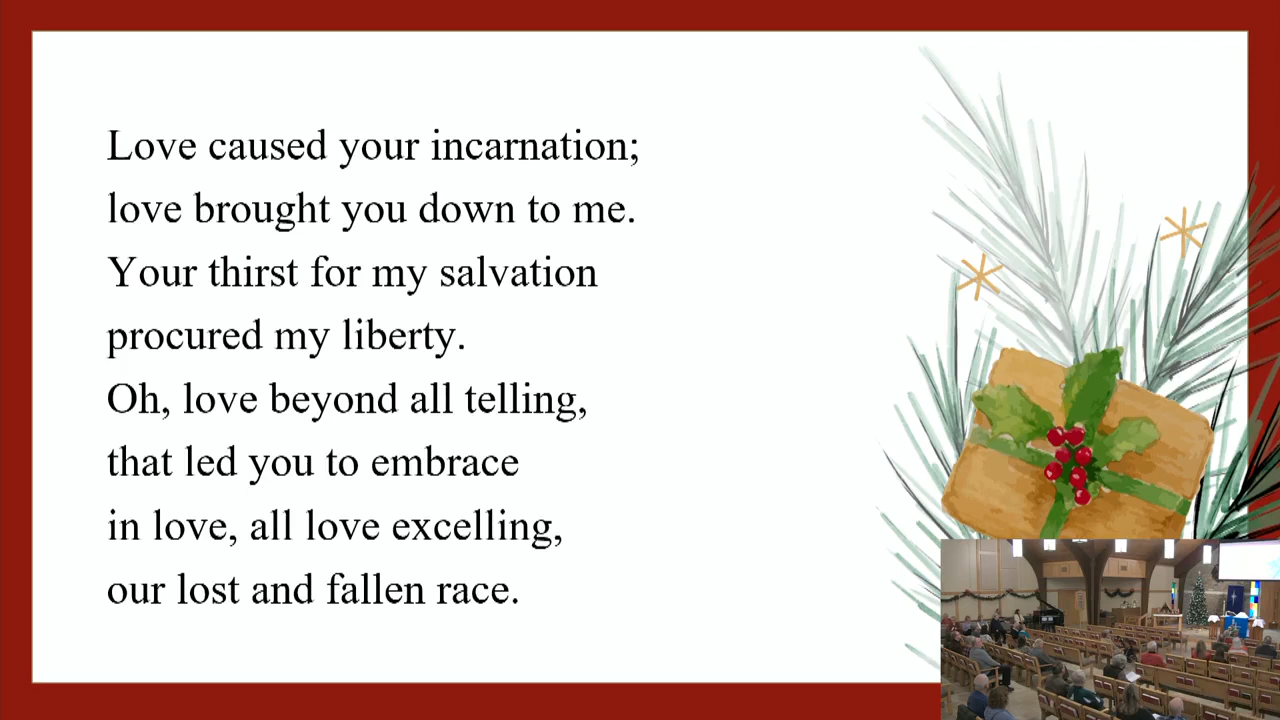 Love caused your incarnation;
love brought you down to me.
Your thirst for my salvation
procured my liberty.
Oh, love beyond all telling,
that led you to embrace
in love, all love excelling,
our lost and fallen race.